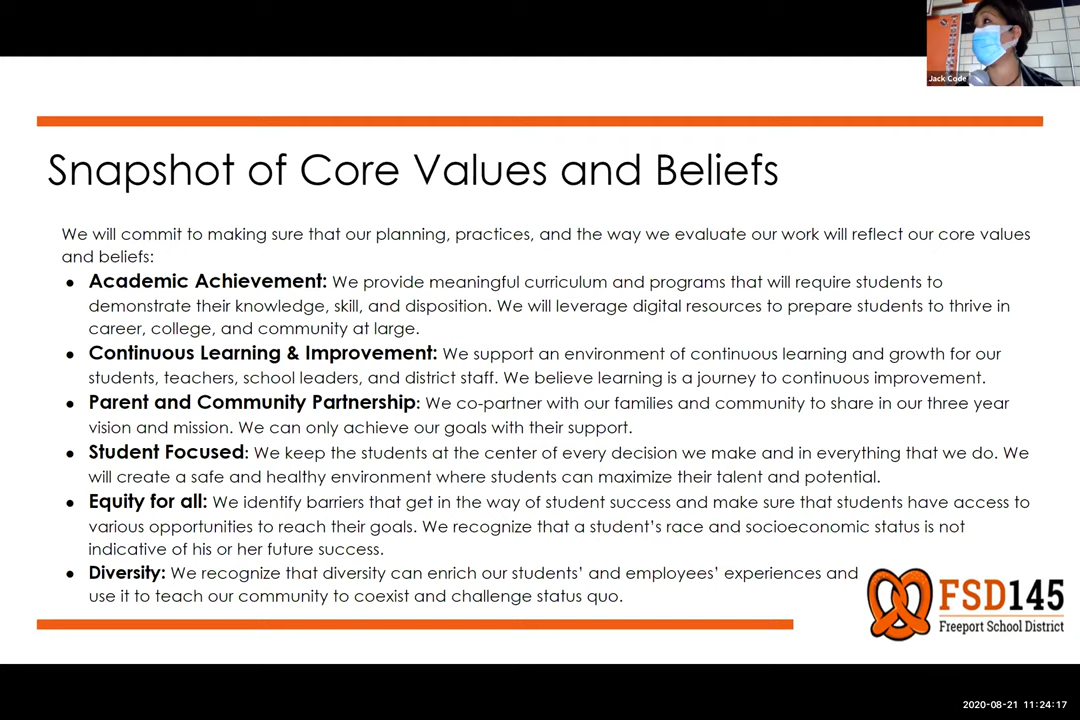 Jack Code
Snapshot of Core Values and Beliefs
We will commit to making sure that our planning, practices, and the way we evaluate our work will reflect our core values
and beliefs:
● Academic Achievement: We provide meaningful curriculum and programs that will require students to
demonstrate their knowledge, skill, and disposition. We will leverage digital resources to prepare students to thrive in
career, college, and community at large.
● Continuous Learning & Improvement: We support an environment of continuous learning and growth for our
students, teachers, school leaders, and district staff. We believe learning is a journey to continuous improvement.
● Parent and Community Partnership: We co-partner with our families and community to share in our three year
vision and mission. We can only achieve our goals with their support.
● Student Focused: We keep the students at the center of every decision we make and in everything that we do. We
will create a safe and healthy environment where students can maximize their talent and potential.
● Equity for all: We identify barriers that get in the way of student success and make sure that students have access to
various opportunities to reach their goals. We recognize that a student’s race and socioeconomic status is not
indicative of his or her future success.
● Diversity: We recognize that diversity can enrich our students’ and employees’ experiences and
use it to teach our community to coexist and challenge status quo.
FSD145
Freeport School District
2020-08-21 11:24:17